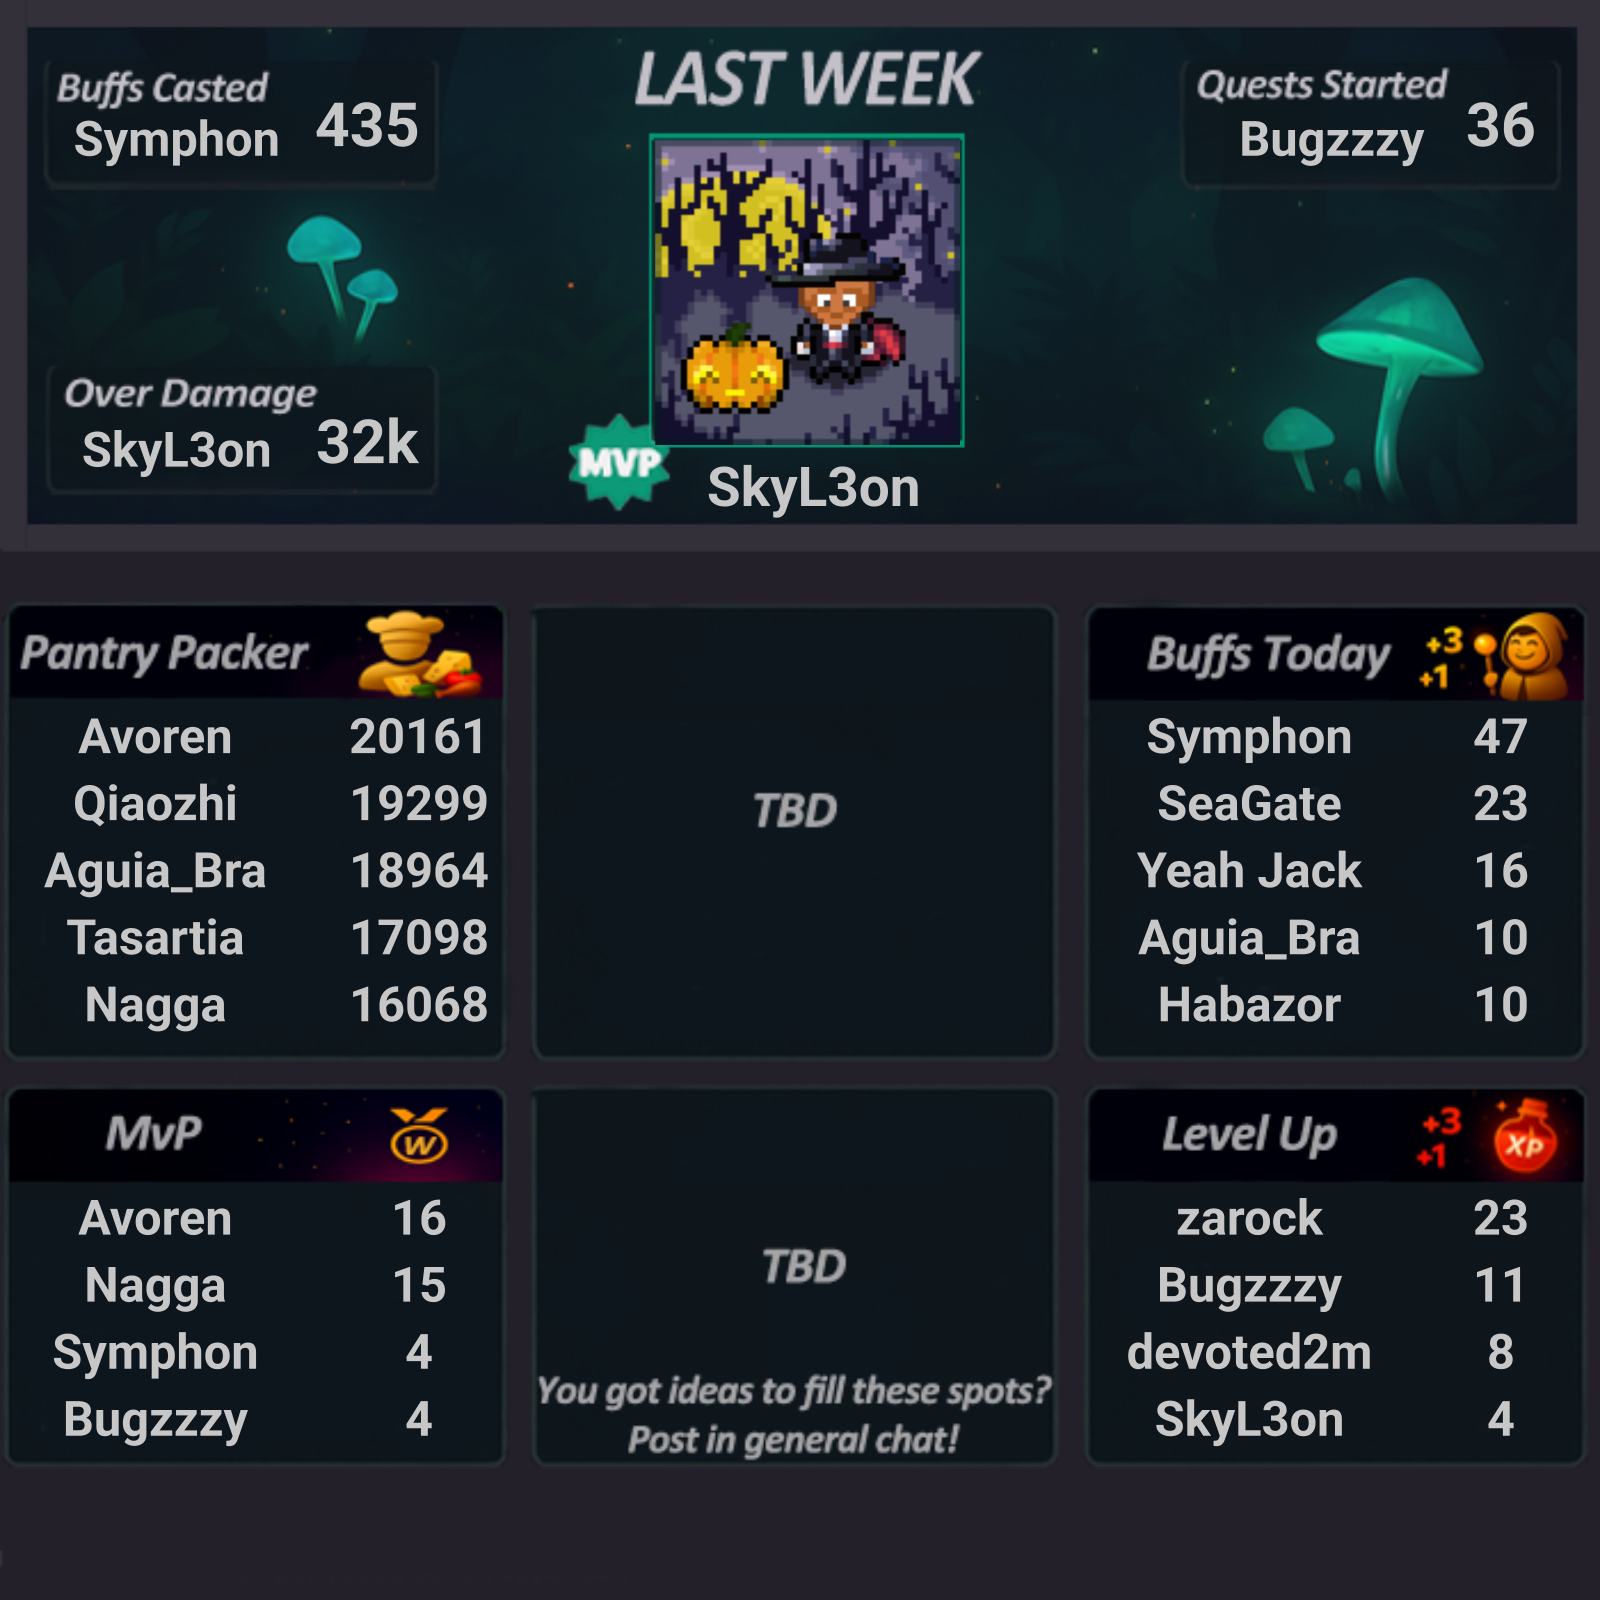 LAST WEEK
Buffs Casted
Symphon 435
Quests Started
Bugzzzy 36
Over Damage
SkyL3on 32k
MVP
SkyL3on
Pantry Packer
Avoren 20161
Qiaozhi 19299
Aguia_Bra 18964
Tasartia 17098
Nagga 16068
TBD
Buffs Today +3
+1
Symphon 47
SeaGate 23
Yeah Jack 16
Aguia_Bra 10
Habazor 10
MvP W
Avoren 16
Nagga 15
Symphon 4
Bugzzzy 4
TBD
You got ideas to fill these spots?
Post in general chat!
Level Up +3 XP
+1
zarock 23
Bugzzzy 11
devoted2m 8
SkyL3on 4